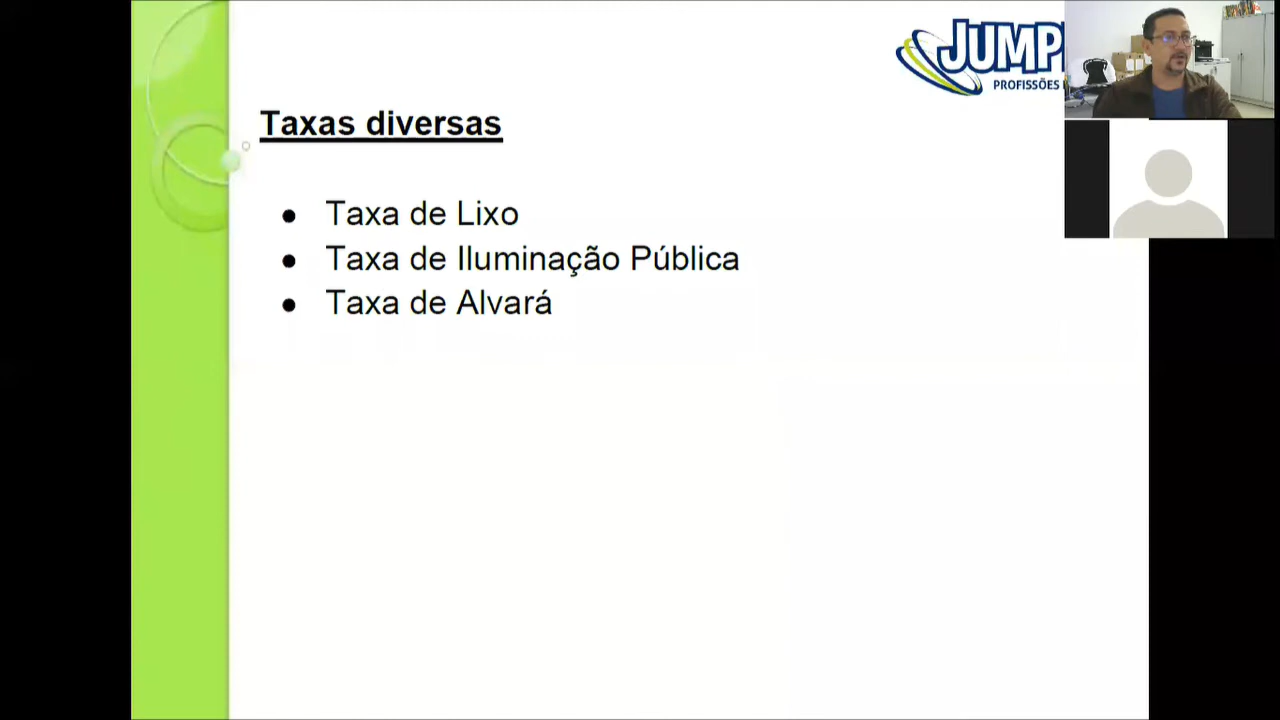 JUMP
PROFISSÕES
Taxas diversas
● Taxa de Lixo
● Taxa de Iluminação Pública
● Taxa de Alvará